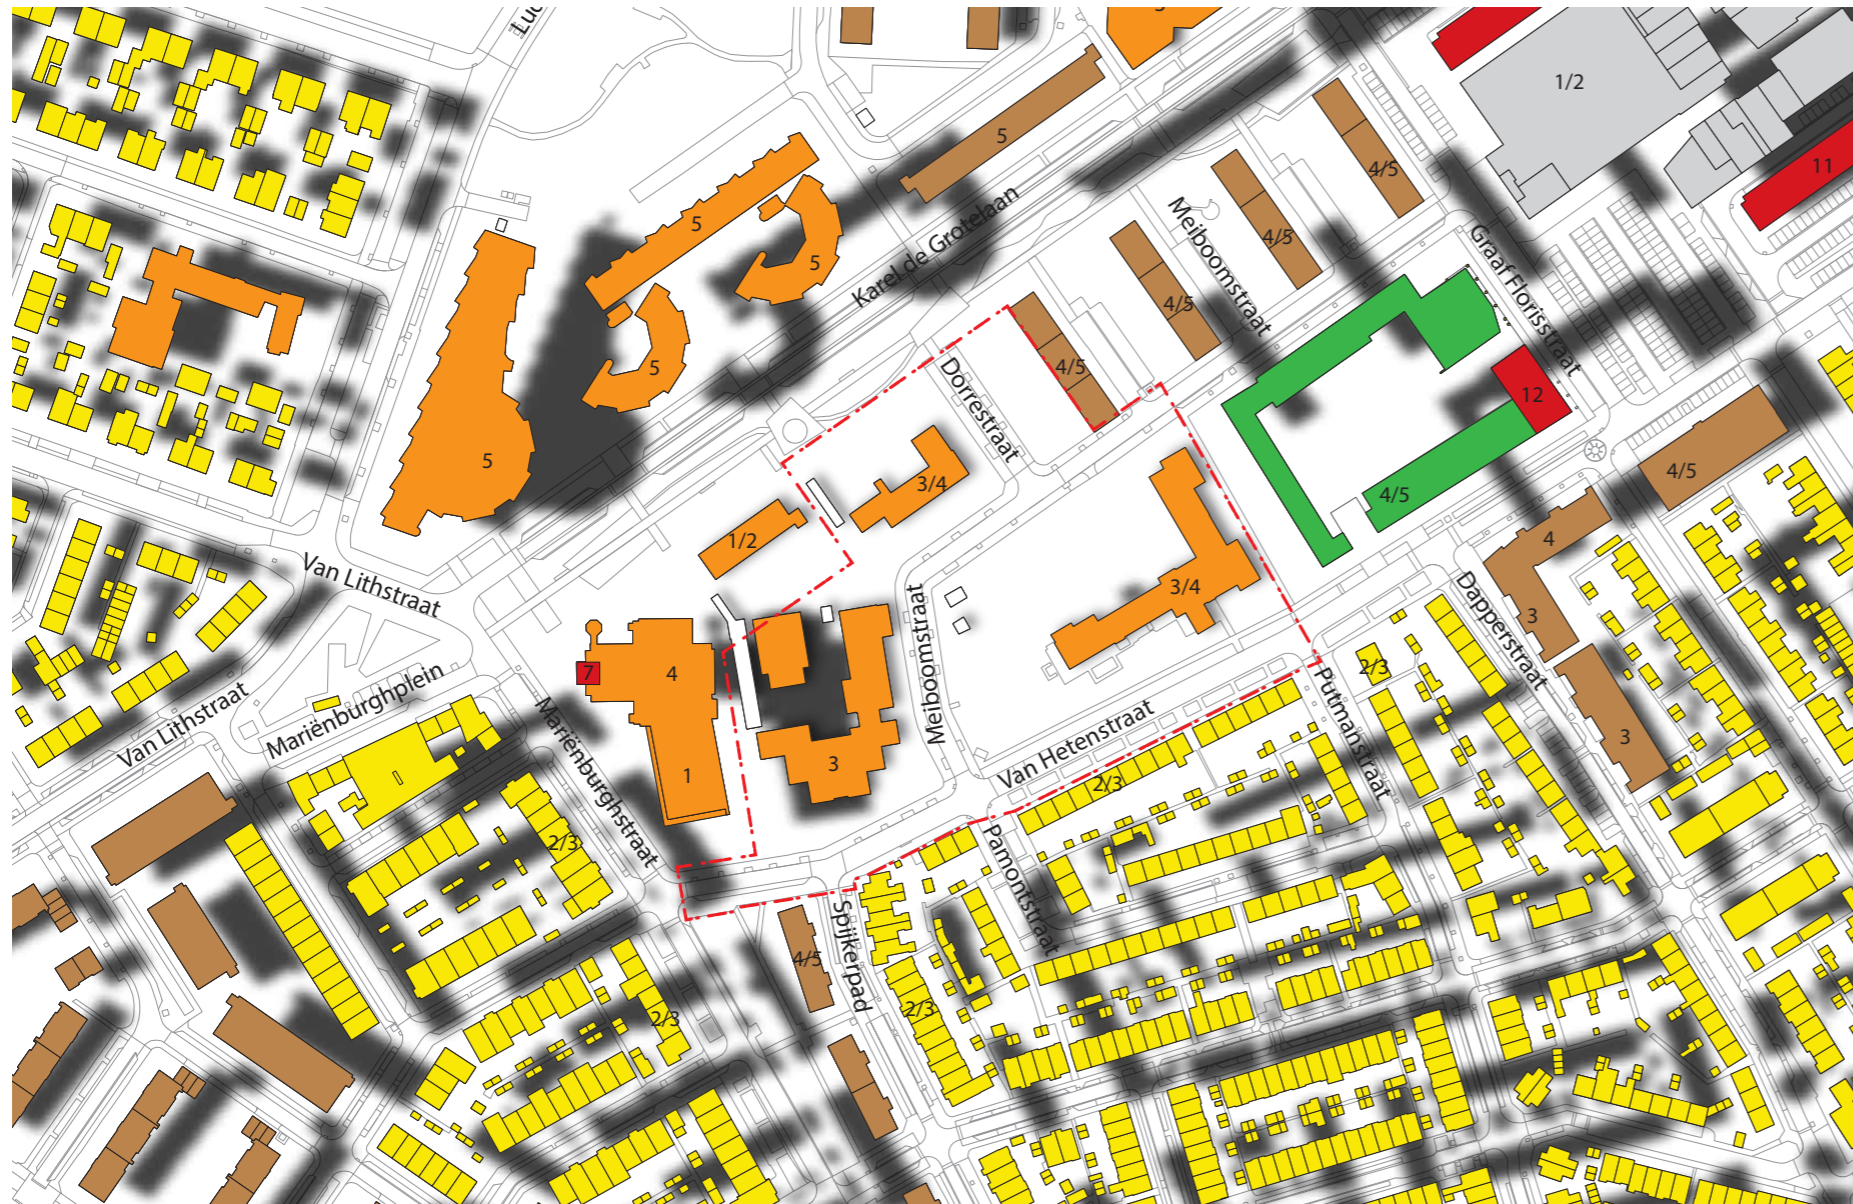 5
1/2
5
11
4/5
Meiboomstraat
Karel de Grotelaan
5
5
4/5
Graaf Florisstraat
4/5
5
4/5
Dorrestraat
12
5
3/4
4/5
4/5
1/2
4
Van Lithstraat
3/4
Dapperstraat
Meiboomstraat
3
7
4
2/3
Putmanstraat
Mariënburghplein
Van Lithstraat
Mariënburghstraat
Van Hetenstraat
3
1
3
2/3
2/3
Pamontstraat
Spijkerpad
4/5
2/3
2/3